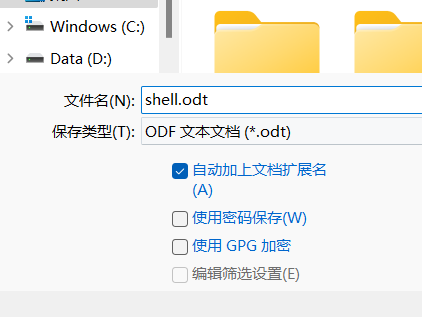 Windows (C:)
Data (D:)
文件名(N): shell.odt
保存类型(T): ODF 文本文档 (*.odt)
自动加上文档扩展名
(A)
使用密码保存(W)
使用 GPG 加密
编辑筛选设置(E)